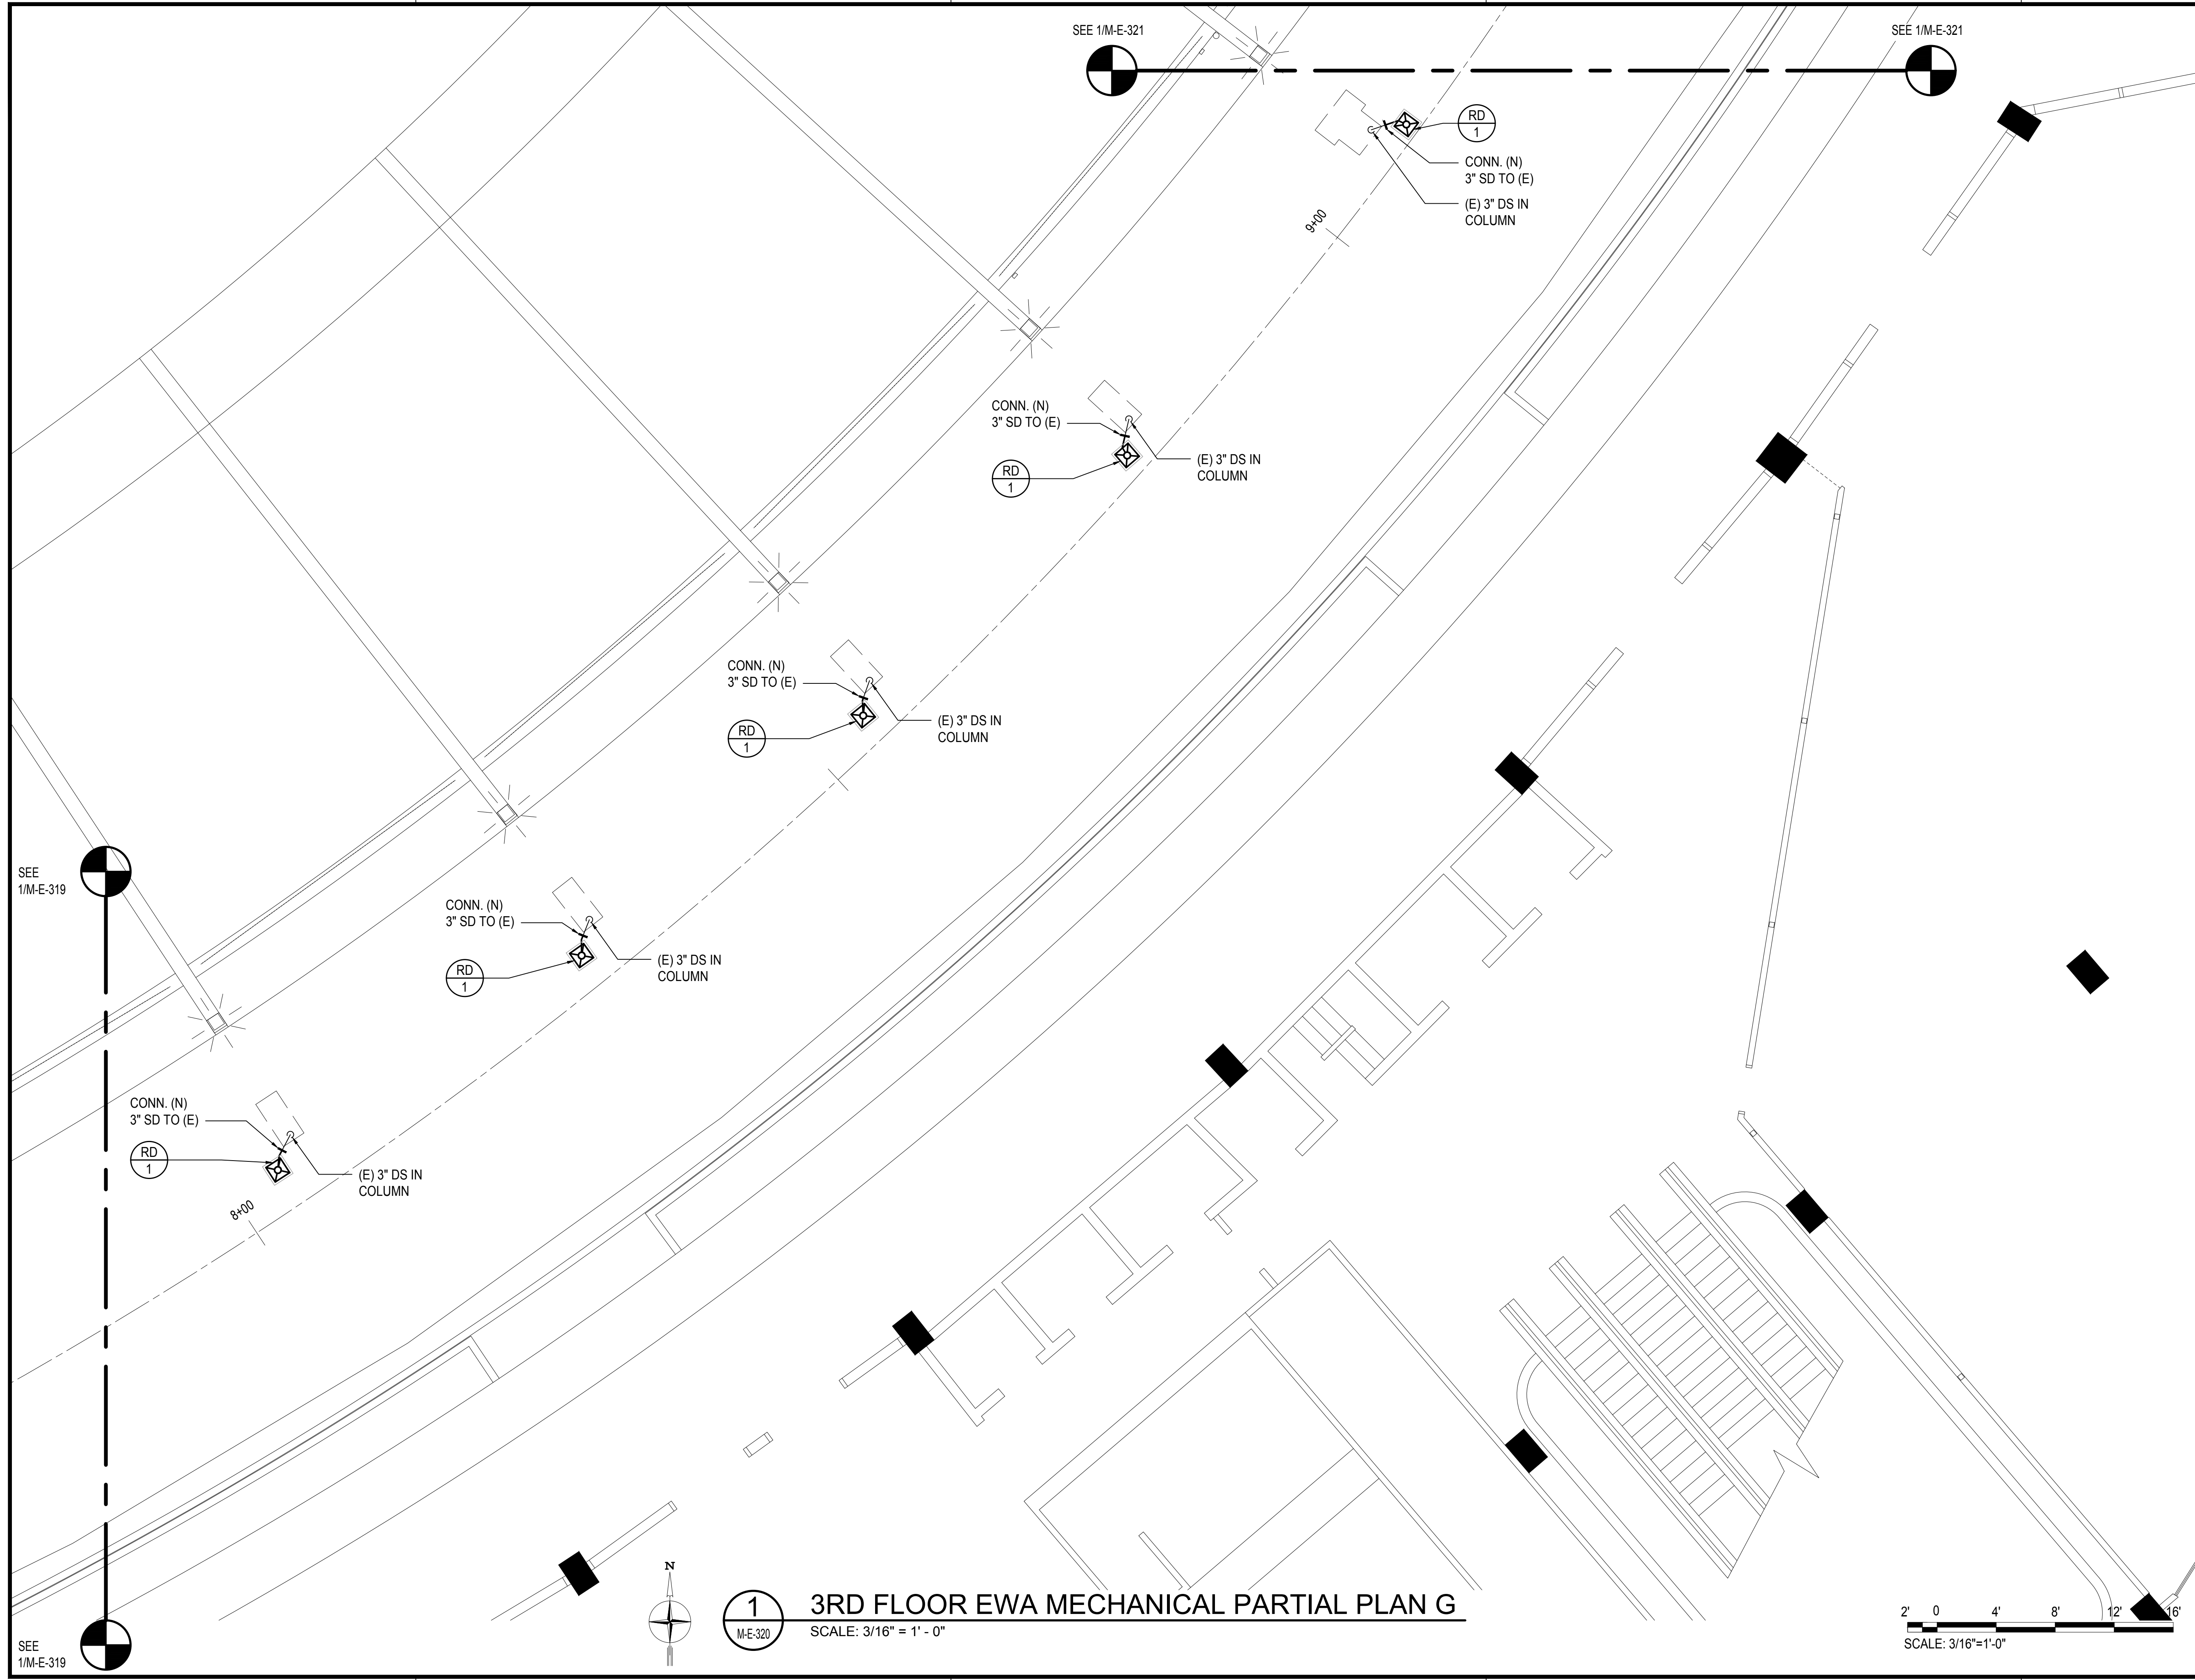 SEE 1/M-E-321
SEE 1/M-E-321
RD
1
CONN. (N)
3" SD TO (E)
(E) 3" DS IN
COLUMN
9+00
CONN. (N)
3" SD TO (E)
RD
1
(E) 3" DS IN
COLUMN
CONN. (N)
3" SD TO (E)
RD
1
(E) 3" DS IN
COLUMN
SEE
1/M-E-319
CONN. (N)
3" SD TO (E)
RD
1
(E) 3" DS IN
COLUMN
CONN. (N)
3" SD TO (E)
RD
1
(E) 3" DS IN
COLUMN
8+00
SEE
1/M-E-319
N
1
M-E-320
3RD FLOOR EWA MECHANICAL PARTIAL PLAN G
SCALE: 3/16" = 1' - 0"
2' 0 4' 8' 12' 16'
SCALE: 3/16"=1'-0"